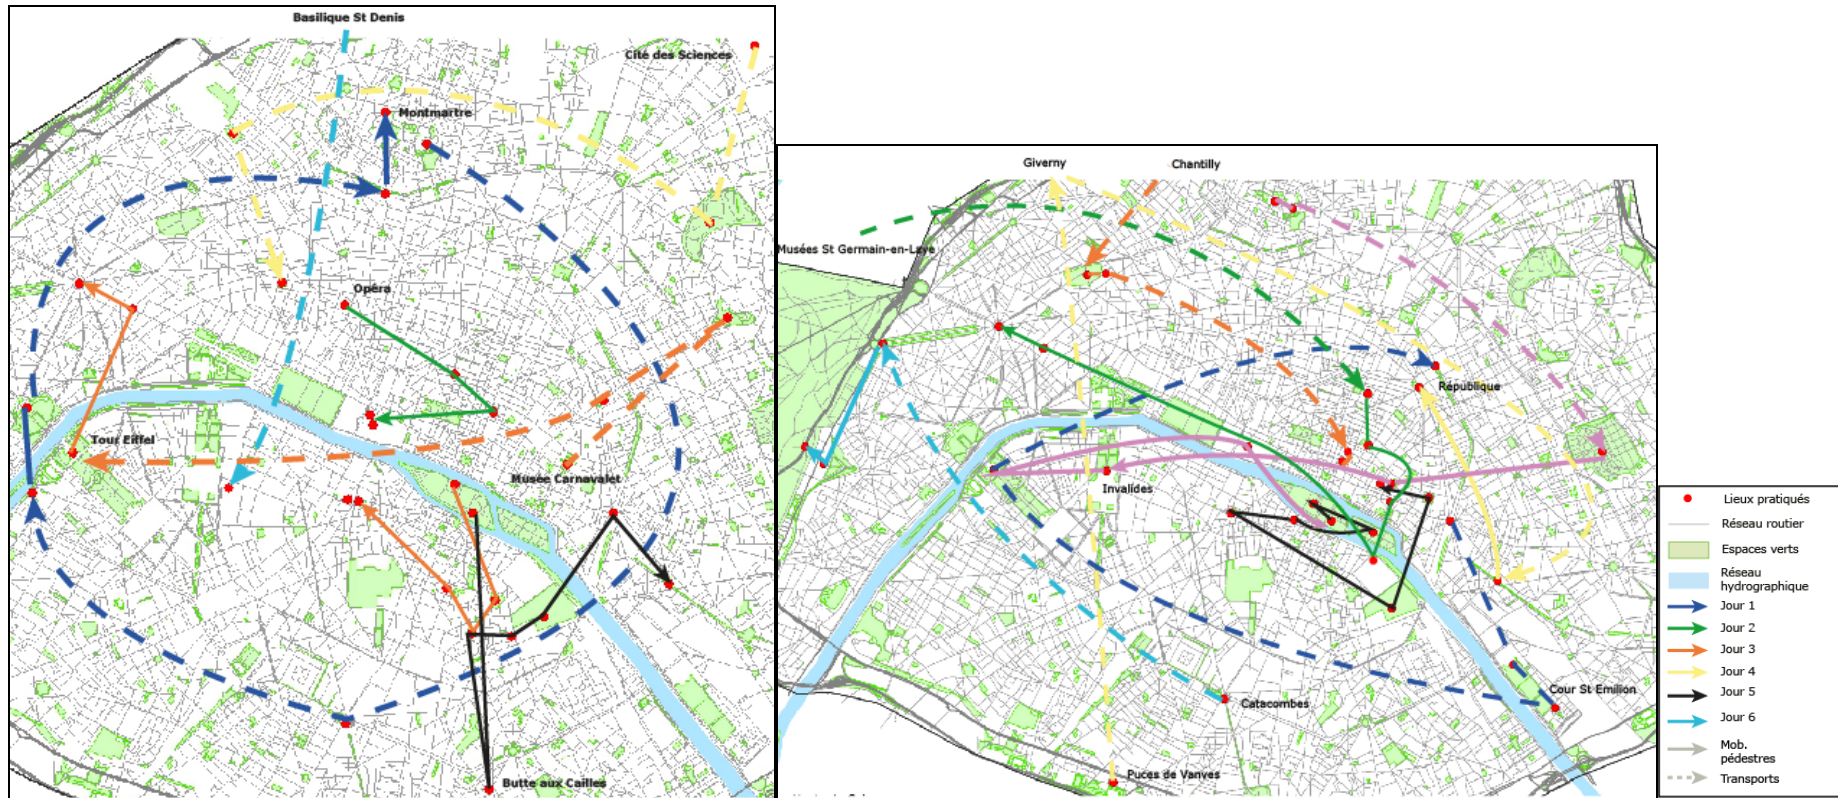 Basilique St Denis
Cité des Sciences
Montmartre
Opéra
Tour Eiffel
Musée Carnavalet
Butte aux Cailles
Giverny
Chantilly
Musées St Germain-en-Laye
République
Invalides
Cour St Emilion
Catacombes
Puces de Vanves
Lieux pratiqués
Réseau routier
Espaces verts
Réseau
hydrographique
Jour 1
Jour 2
Jour 3
Jour 4
Jour 5
Jour 6
Mob.
pédestres
Transports